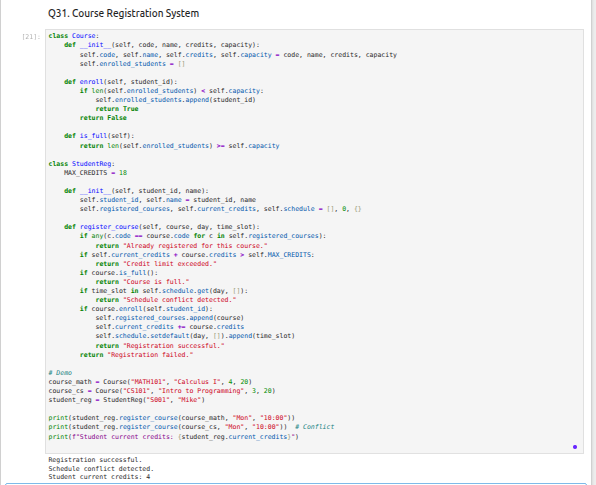 Q31. Course Registration System
[21]:
class Course:
    def __init__(self, code, name, credits, capacity):
        self.code, self.name, self.credits, self.capacity = code, name, credits, capacity
        self.enrolled_students = []

    def enroll(self, student_id):
        if len(self.enrolled_students) < self.capacity:
            self.enrolled_students.append(student_id)
            return True
        return False

    def is_full(self):
        return len(self.enrolled_students) >= self.capacity

class StudentReg:
    MAX_CREDITS = 18

    def __init__(self, student_id, name):
        self.student_id, self.name = student_id, name
        self.registered_courses, self.current_credits, self.schedule = [], 0, {}

    def register_course(self, course, day, time_slot):
        if any(c.code == course.code for c in self.registered_courses):
            return "Already registered for this course."
        if self.current_credits + course.credits > self.MAX_CREDITS:
            return "Credit limit exceeded."
        if course.is_full():
            return "Course is full."
        if time_slot in self.schedule.get(day, []):
            return "Schedule conflict detected."
        if course.enroll(self.student_id):
            self.registered_courses.append(course)
            self.current_credits += course.credits
            self.schedule.setdefault(day, []).append(time_slot)
            return "Registration successful."
        return "Registration failed."

# Demo
course_math = Course("MATH101", "Calculus I", 4, 20)
course_cs = Course("CS101", "Intro to Programming", 3, 20)
student_reg = StudentReg("S001", "Mike")

print(student_reg.register_course(course_math, "Mon", "10:00"))
print(student_reg.register_course(course_cs, "Mon", "10:00"))  # Conflict
print(f"Student current credits: {student_reg.current_credits}")
Registration successful.
Schedule conflict detected.
Student current credits: 4